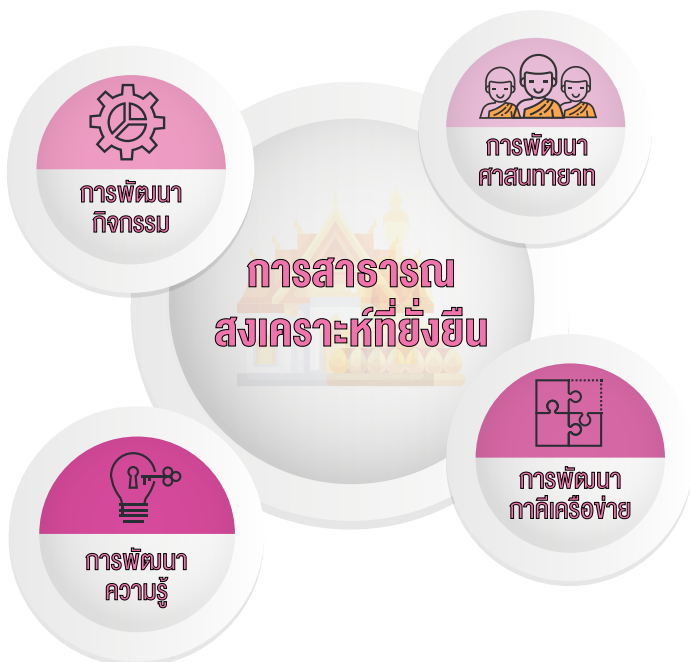 การพัฒนา
กิจกรรม
การพัฒนา
ศาสนทายาท
การสาธารณ
สงเคราะห์ที่ยั่งยืน
การพัฒนา
ความรู้
การพัฒนา
ภาคีเครือข่าย